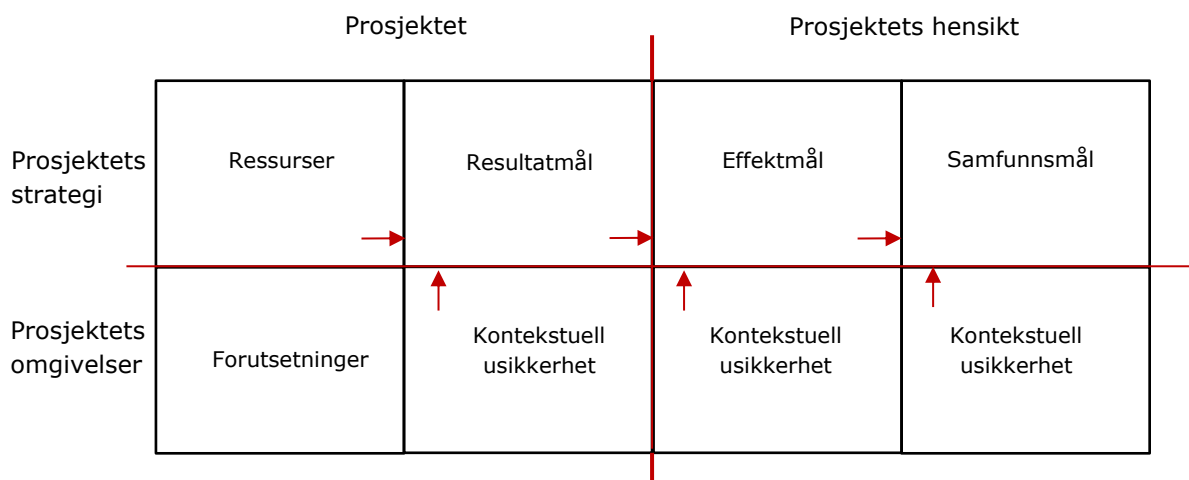 Prosjektet
Prosjektets hensikt
Prosjektets
strategi
Ressurser
Resultatmål
Effektmål
Samfunnsmål
Prosjektets
omgivelser
Forutsetninger
Kontekstuell
usikkerhet
Kontekstuell
usikkerhet
Kontekstuell
usikkerhet